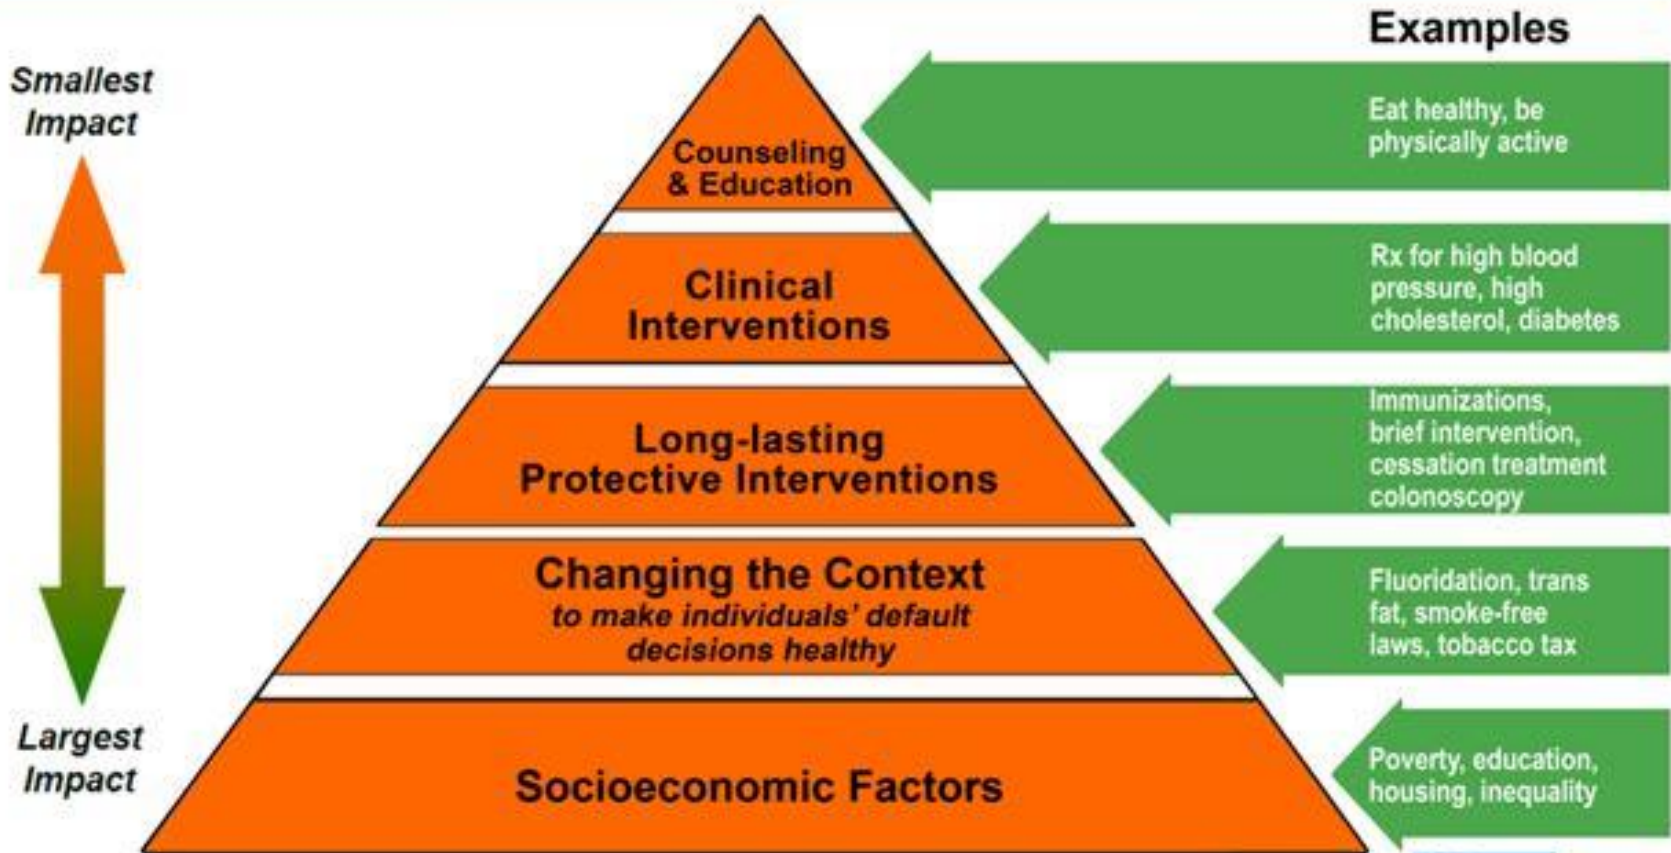 Examples
Smallest
Impact
Eat healthy, be
physically active
Counseling
& Education
Rx for high blood
pressure, high
cholesterol, diabetes
Clinical
Interventions
Immunizations,
brief intervention,
cessation treatment
colonoscopy
Long-lasting
Protective Interventions
Changing the Context
to make individuals' default
decisions healthy
Fluoridation, trans
fat, smoke-free
laws, tobacco tax
Largest
Impact
Socioeconomic Factors
Poverty, education,
housing, inequality